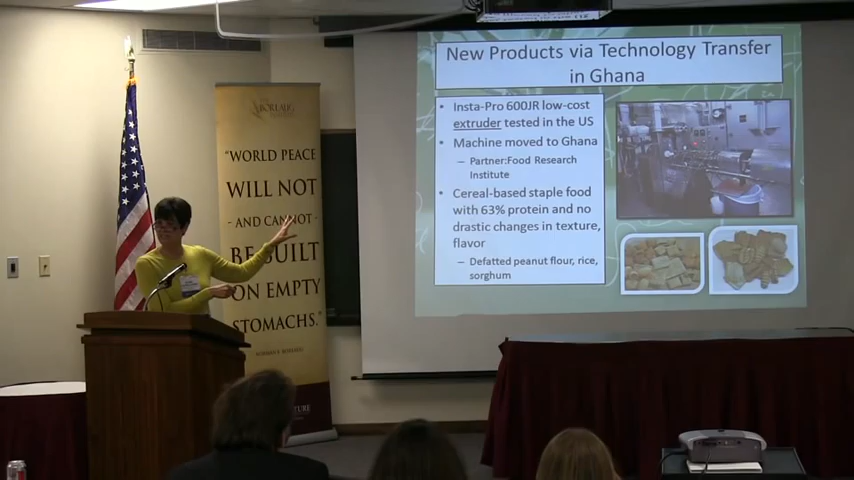 New Products via Technology Transfer
in Ghana
• Insta-Pro 600JR low-cost
extruder tested in the US
• Machine moved to Ghana
– Partner:Food Research
Institute
• Cereal-based staple food
with 63% protein and no
drastic changes in texture,
flavor
– Defatted peanut flour, rice,
sorghum
"WORLD PEACE
WILL NOT
- AND CANNOT -
BE BUILT
ON EMPTY
STOMACHS."